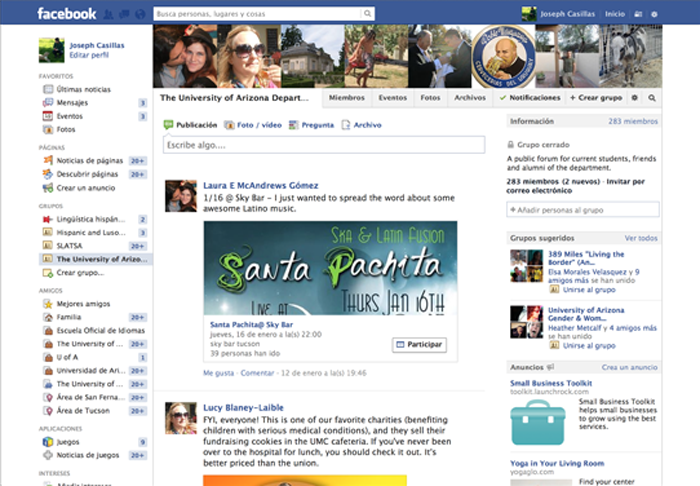 facebook
Busca personas, lugares y cosas
Joseph Casillas
Inicio
Joseph Casillas
Editar perfil
FAVORITOS
Últimas noticias
Mensajes 3
Eventos 3
Fotos
PÁGINAS
Noticias de páginas 20+
Descubrir páginas 20+
Crear un anuncio
GRUPOS
Lingüística hispán... 2
Hispanic and Luso... 3
SLATSA 20+
The University of Arizo...
Crear grupo...
AMIGOS
Mejores amigos
Familia 20+
Escuela Oficial de Idiomas
The University of ... 20+
U of A 1
Universidad de Ari... 20+
The University of ... 20+
Área de San Ferna... 20+
Área de Tucson 20+
APLICACIONES
Juegos 9
Noticias de juegos 20+
INTERESES
Añadir intereses
The University of Arizona Depart...
Miembros
Eventos
Fotos
Archivos
Notificaciones
+ Crear grupo
Publicación
Foto / vídeo
Pregunta
Archivo
Escribe algo....
Laura E McAndrews Gómez
1/16 @ Sky Bar - I just wanted to spread the word about some
awesome Latino music.
Ska & Latin Fusion
Santa Pachita
Live at
Thurs Jan 16th
Santa Pachita@ Sky Bar
jueves, 16 de enero a la(s) 22:00
sky bar tucson
39 personas han ido
Participar
Me gusta · Comentar · 12 de enero a la(s) 19:46
Lucy Blaney-Laible
FYI, everyone! This is one of our favorite charities (benefiting
children with serious medical conditions), and they sell their
fundraising cookies in the UMC cafeteria. If you've never been
over to the hospital for lunch, you should check it out. It's
better priced than the union.
Información
283 miembros
Grupo cerrado
A public forum for current students, friends
and alumni of the department.
283 miembros (2 nuevos) · Invitar por
correo electrónico
+ Añadir personas al grupo
Grupos sugeridos
Ver todos
389 Miles "Living the
Border" (An...
Elsa Morales Velasquez y 9
amigos más se han unido
Unirse al grupo
University of Arizona
Gender & Wom...
Heather Metcalf y 4 amigos
más se han unido
Unirse al grupo
Anuncios
Crea un anuncio
Small Business Toolkit
toolkit.launchrock.com
Small Business Toolkit
helps small businesses
to grow using the best
services.
Yoga in Your Living Room
yogaglo.com
Find your center